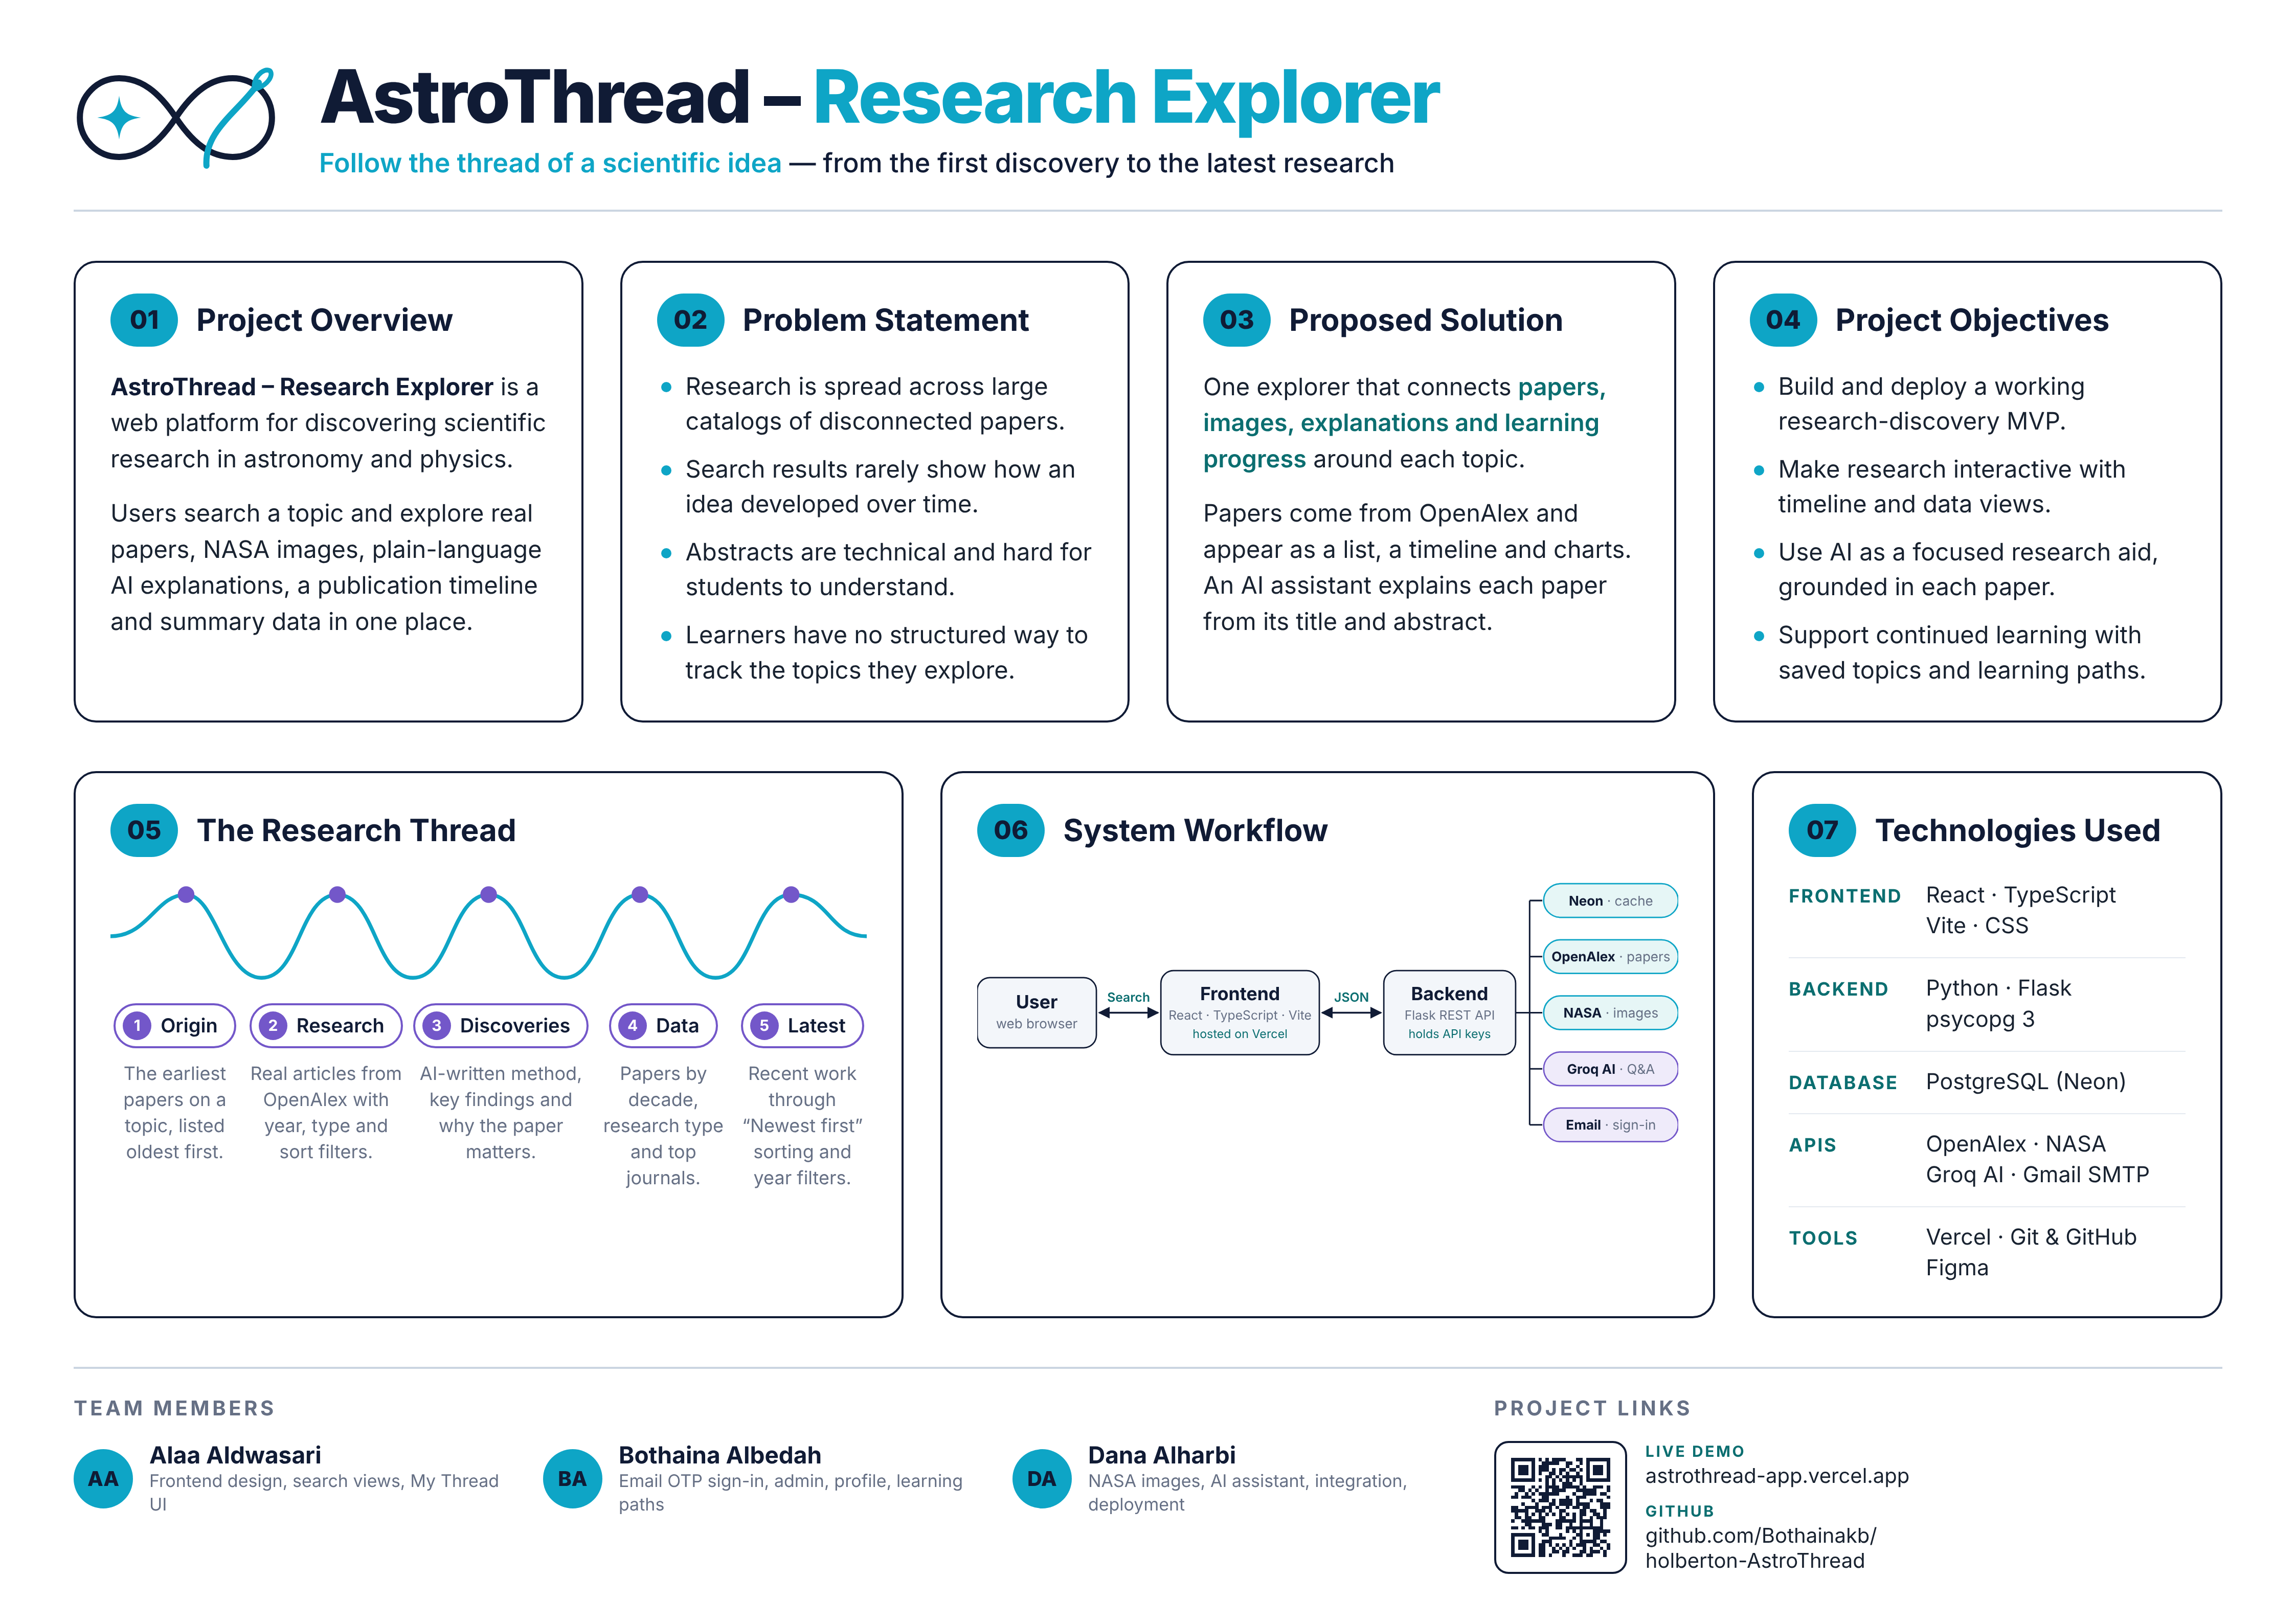 AstroThread – Research Explorer
Follow the thread of a scientific idea — from the first discovery to the latest research
01 Project Overview
AstroThread – Research Explorer is a
web platform for discovering scientific
research in astronomy and physics.
Users search a topic and explore real
papers, NASA images, plain-language
AI explanations, a publication timeline
and summary data in one place.
02 Problem Statement
• Research is spread across large
catalogs of disconnected papers.
• Search results rarely show how an
idea developed over time.
• Abstracts are technical and hard for
students to understand.
• Learners have no structured way to
track the topics they explore.
03 Proposed Solution
One explorer that connects papers,
images, explanations and learning
progress around each topic.
Papers come from OpenAlex and
appear as a list, a timeline and charts.
An AI assistant explains each paper
from its title and abstract.
04 Project Objectives
• Build and deploy a working
research-discovery MVP.
• Make research interactive with
timeline and data views.
• Use AI as a focused research aid,
grounded in each paper.
• Support continued learning with
saved topics and learning paths.
05 The Research Thread
1 Origin
The earliest
papers on a
topic, listed
oldest first.
2 Research
Real articles from
OpenAlex with
year, type and
sort filters.
3 Discoveries
AI-written method,
key findings and
why the paper
matters.
4 Data
Papers by
decade,
research type
and top
journals.
5 Latest
Recent work
through
“Newest first”
sorting and
year filters.
06 System Workflow
User
web browser
Search
Frontend
React · TypeScript · Vite
hosted on Vercel
JSON
Backend
Flask REST API
holds API keys
Neon · cache
OpenAlex · papers
NASA · images
Groq AI · Q&A
Email · sign-in
07 Technologies Used
FRONTEND React · TypeScript
Vite · CSS
BACKEND Python · Flask
psycopg 3
DATABASE PostgreSQL (Neon)
APIS OpenAlex · NASA
Groq AI · Gmail SMTP
TOOLS Vercel · Git & GitHub
Figma
TEAM MEMBERS
AA
Alaa Aldwasari
Frontend design, search views, My Thread
UI
BA
Bothaina Albedah
Email OTP sign-in, admin, profile, learning
paths
DA
Dana Alharbi
NASA images, AI assistant, integration,
deployment
PROJECT LINKS
LIVE DEMO
astrothread-app.vercel.app
GITHUB
github.com/Bothainakb/
holberton-AstroThread